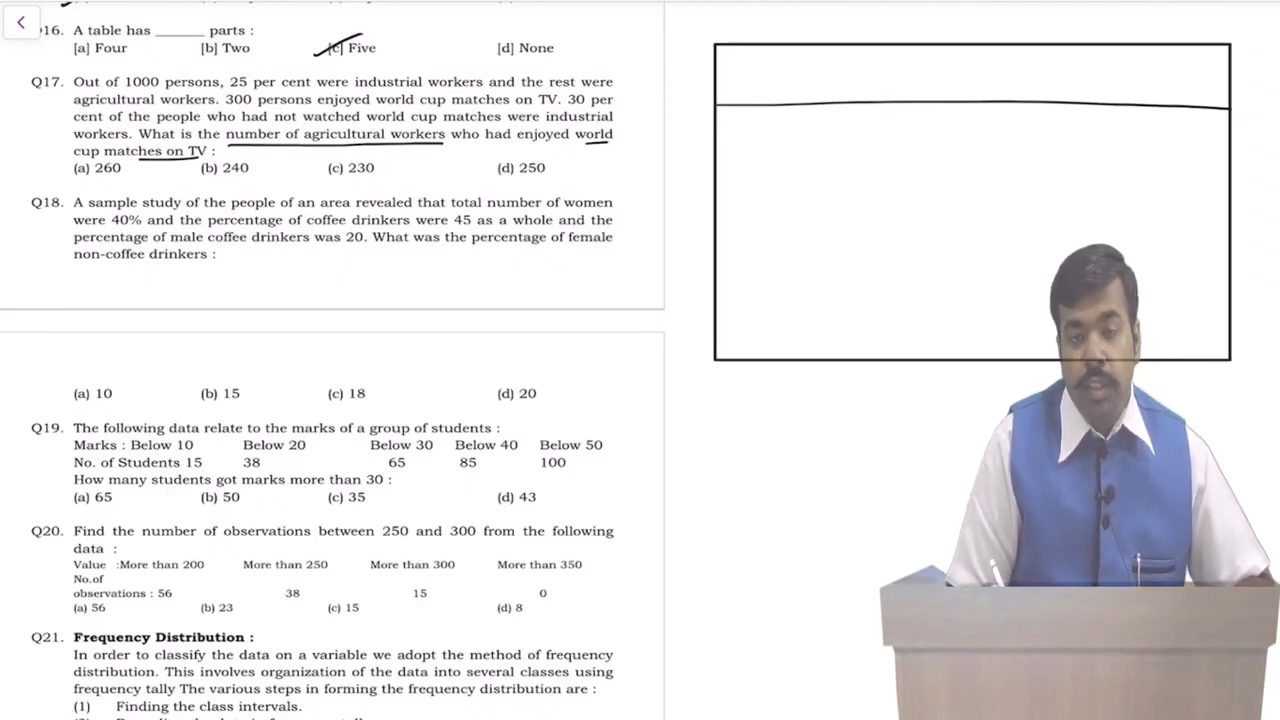 16. A table has ______ parts :
[a] Four [b] Two [c] Five [d] None
Q17. Out of 1000 persons, 25 per cent were industrial workers and the rest were
agricultural workers. 300 persons enjoyed world cup matches on TV. 30 per
cent of the people who had not watched world cup matches were industrial
workers. What is the number of agricultural workers who had enjoyed world
cup matches on TV :
(a) 260 (b) 240 (c) 230 (d) 250
Q18. A sample study of the people of an area revealed that total number of women
were 40% and the percentage of coffee drinkers were 45 as a whole and the
percentage of male coffee drinkers was 20. What was the percentage of female
non-coffee drinkers :
(a) 10 (b) 15 (c) 18 (d) 20
Q19. The following data relate to the marks of a group of students :
Marks : Below 10 Below 20 Below 30 Below 40 Below 50
No. of Students 15 38 65 85 100
How many students got marks more than 30 :
(a) 65 (b) 50 (c) 35 (d) 43
Q20. Find the number of observations between 250 and 300 from the following
data :
Value :More than 200 More than 250 More than 300 More than 350
No.of
observations : 56 38 15 0
(a) 56 (b) 23 (c) 15 (d) 8
Q21. Frequency Distribution :
In order to classify the data on a variable we adopt the method of frequency
distribution. This involves organization of the data into several classes using
frequency tally The various steps in forming the frequency distribution are :
(1) Finding the class intervals.